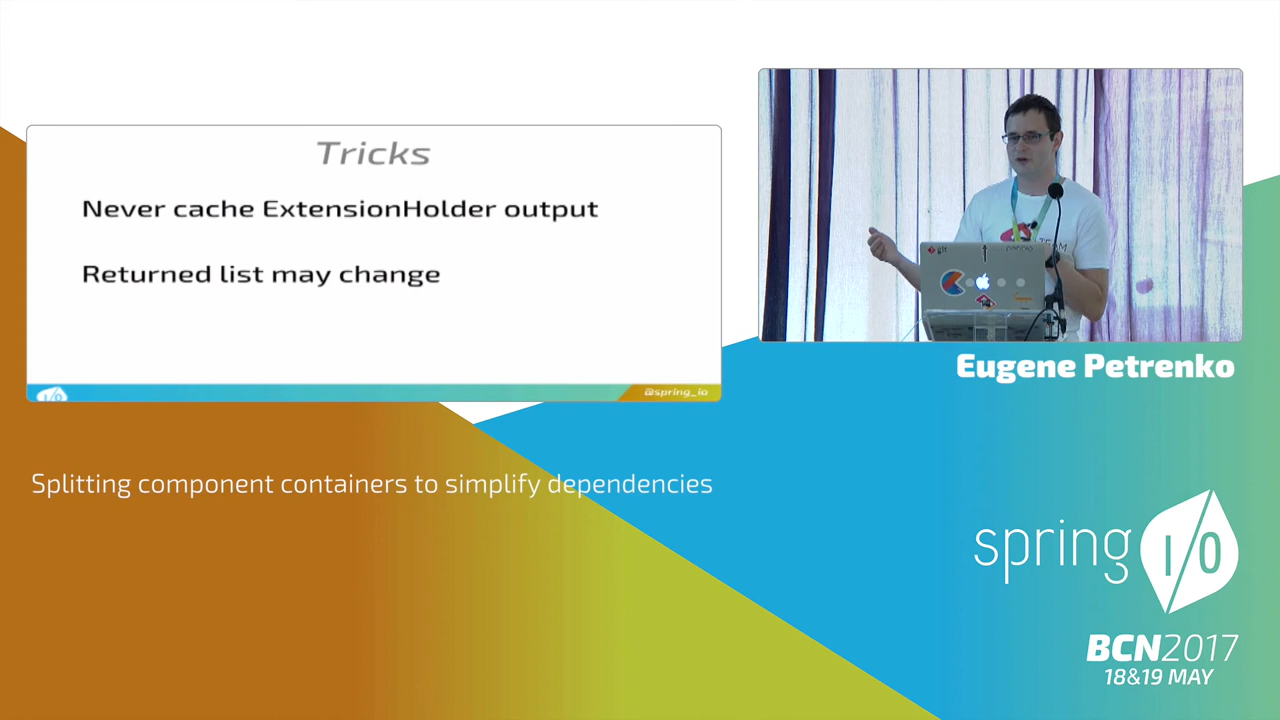 Tricks
Never cache ExtensionHolder output
Returned list may change
@spring_io
Eugene Petrenko
Splitting component containers to simplify dependencies
spring I/O
BCN2017
18&19 MAY
git